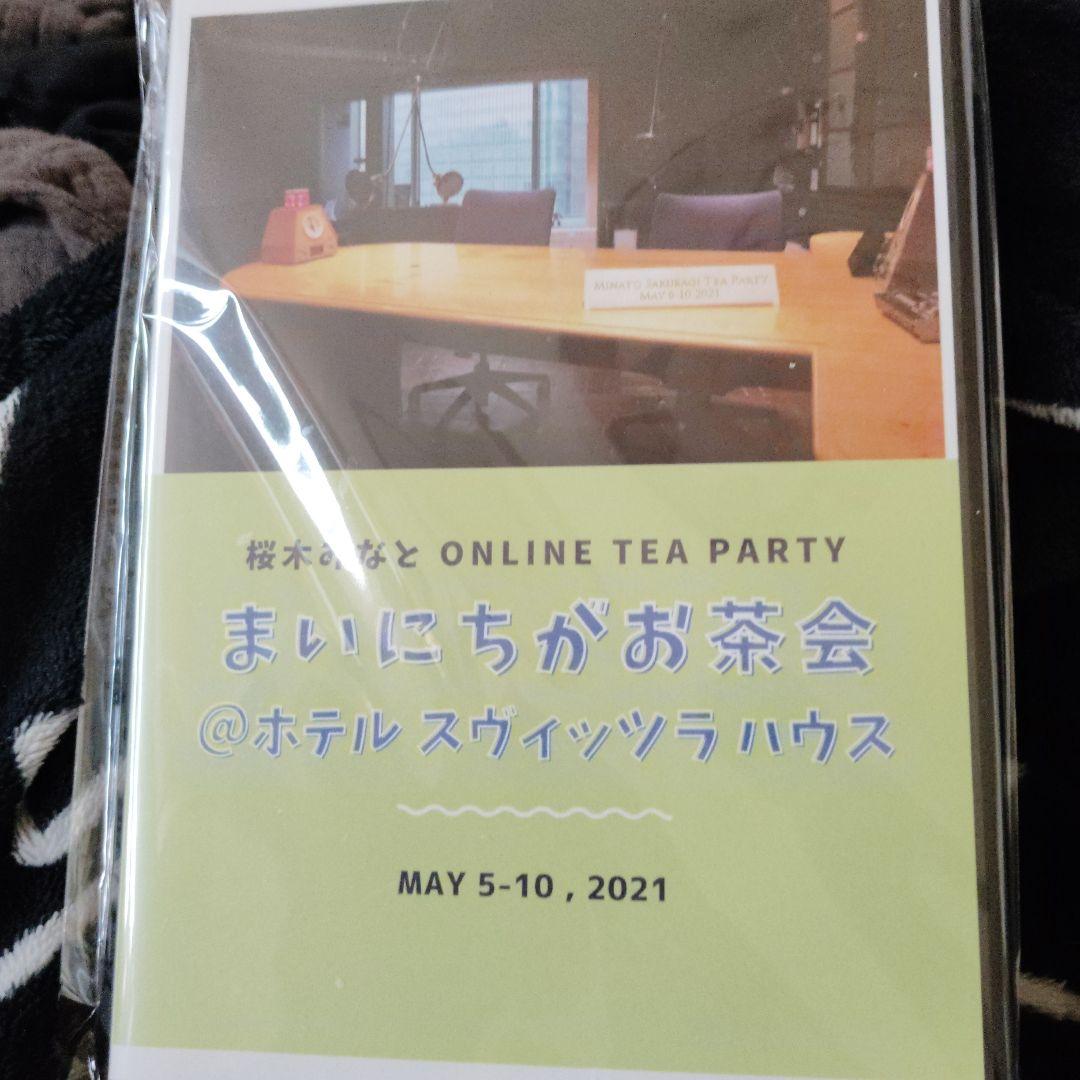 MINATO SAKURAGI TEA PARTY
MAY 6-10 2021
桜木みなと ONLINE TEA PARTY
まいにちがお茶会
@ホテル スヴィッツラ ハウス
MAY 5-10 , 2021